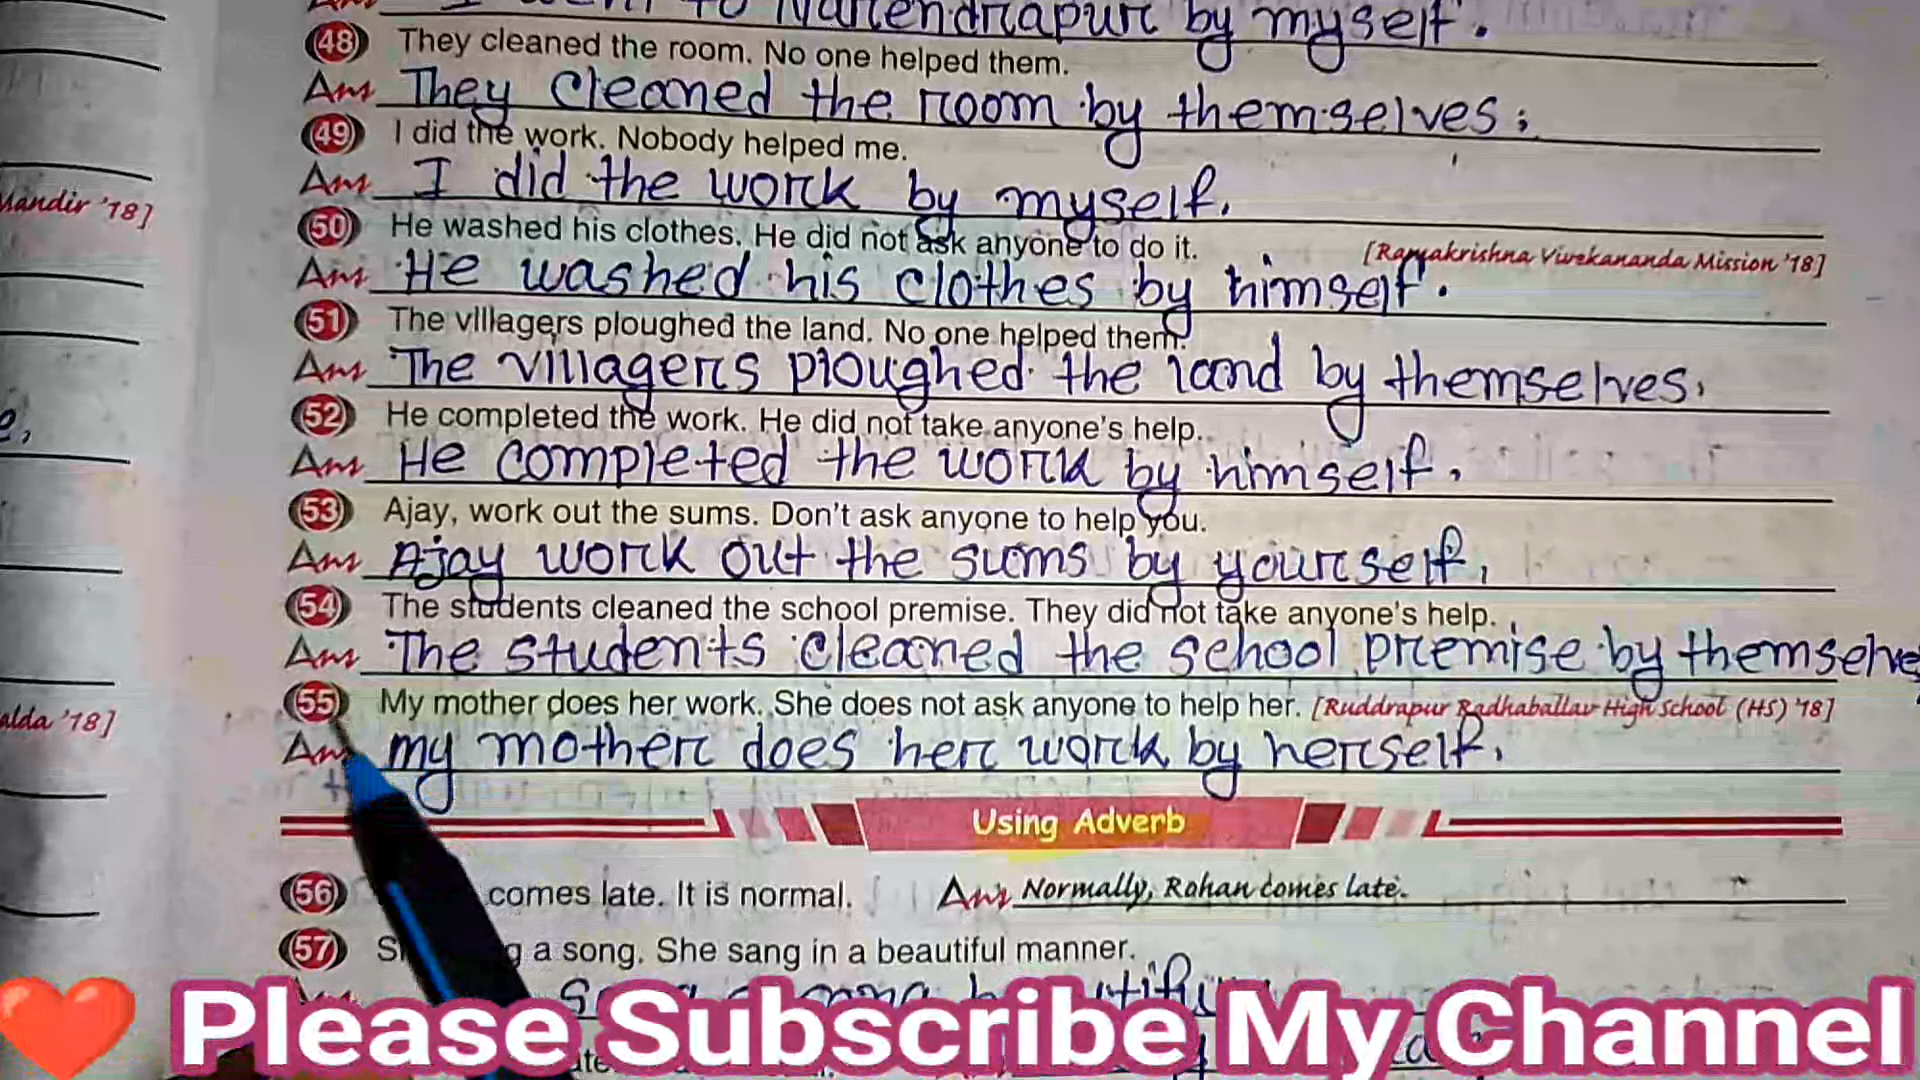 to Narendrapur by myself.
48 They cleaned the room. No one helped them.
Ans They cleaned the room by themselves.
49 I did the work. Nobody helped me.
Ans I did the work by myself.
Mandir '18]
50 He washed his clothes. He did not ask anyone to do it. [Ramakrishna Vivekananda Mission '18]
Ans He washed his clothes by himself.
51 The villagers ploughed the land. No one helped them.
Ans The villagers ploughed the land by themselves.
52 He completed the work. He did not take anyone's help.
Ans He completed the work by himself.
53 Ajay, work out the sums. Don't ask anyone to help you.
Ans Ajay work out the sums by yourself.
54 The students cleaned the school premise. They did not take anyone's help.
Ans The students cleaned the school premise by themselve
alda '18]
55 My mother does her work. She does not ask anyone to help her. [Ruddrapur Radhaballav High School (HS) '18]
Ans my mother does her work by herself.
Using Adverb
56 comes late. It is normal. Ans Normally, Rohan comes late.
57 a song. She sang in a beautiful manner.
Please Subscribe My Channel